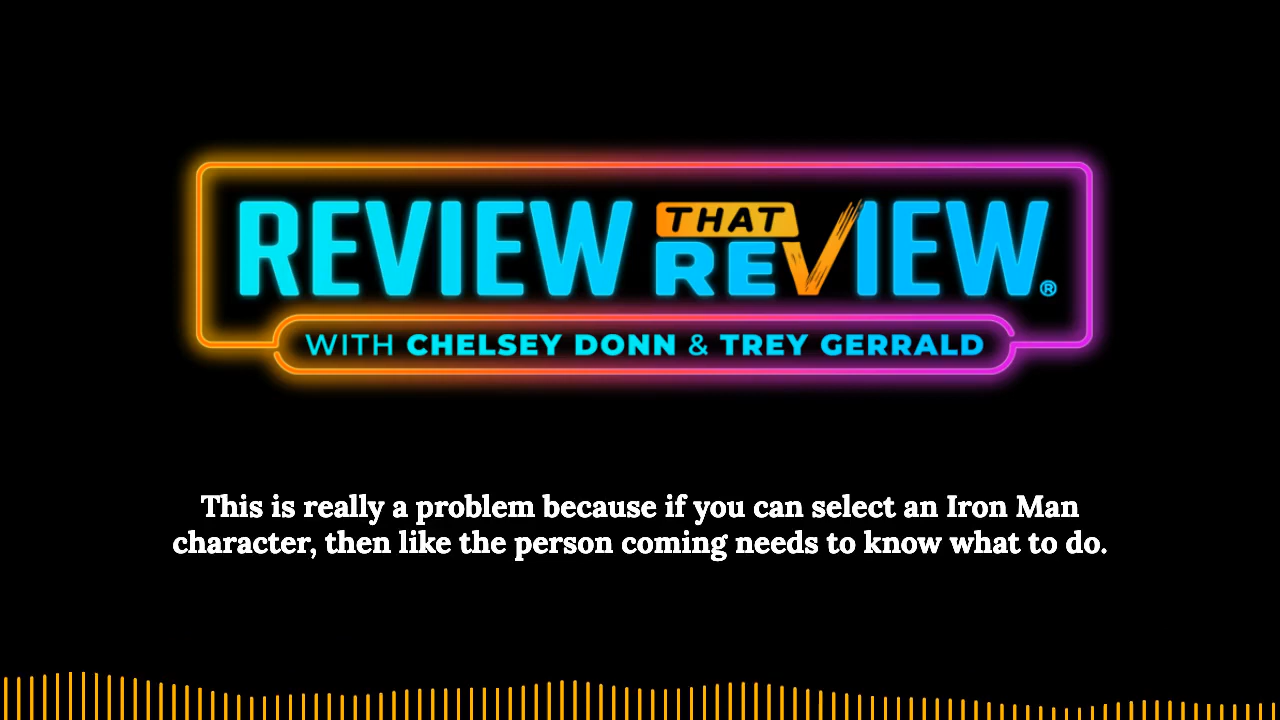 REVIEW THAT REVIEW®
WITH CHELSEY DONN & TREY GERRALD
This is really a problem because if you can select an Iron Man
character, then like the person coming needs to know what to do.